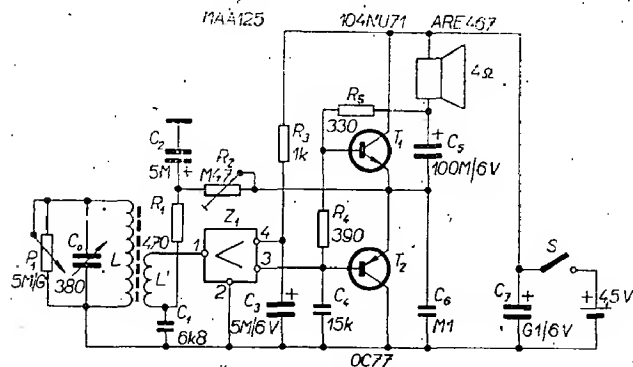 MAA125
104NU71
ARE467
4Ω
R5
330
T1
C5
+
100M/6V
R3
1k
C2
5M
+
R2
M47
R1
470
Z1
1
4
3
2
R4
390
T2
P1
5M/G
C0
380
L
L'
C1
6k8
C3
+
5M/6V
C4
15k
C6
M1
C7
+
G1/6V
S
+
4,5V
OC77